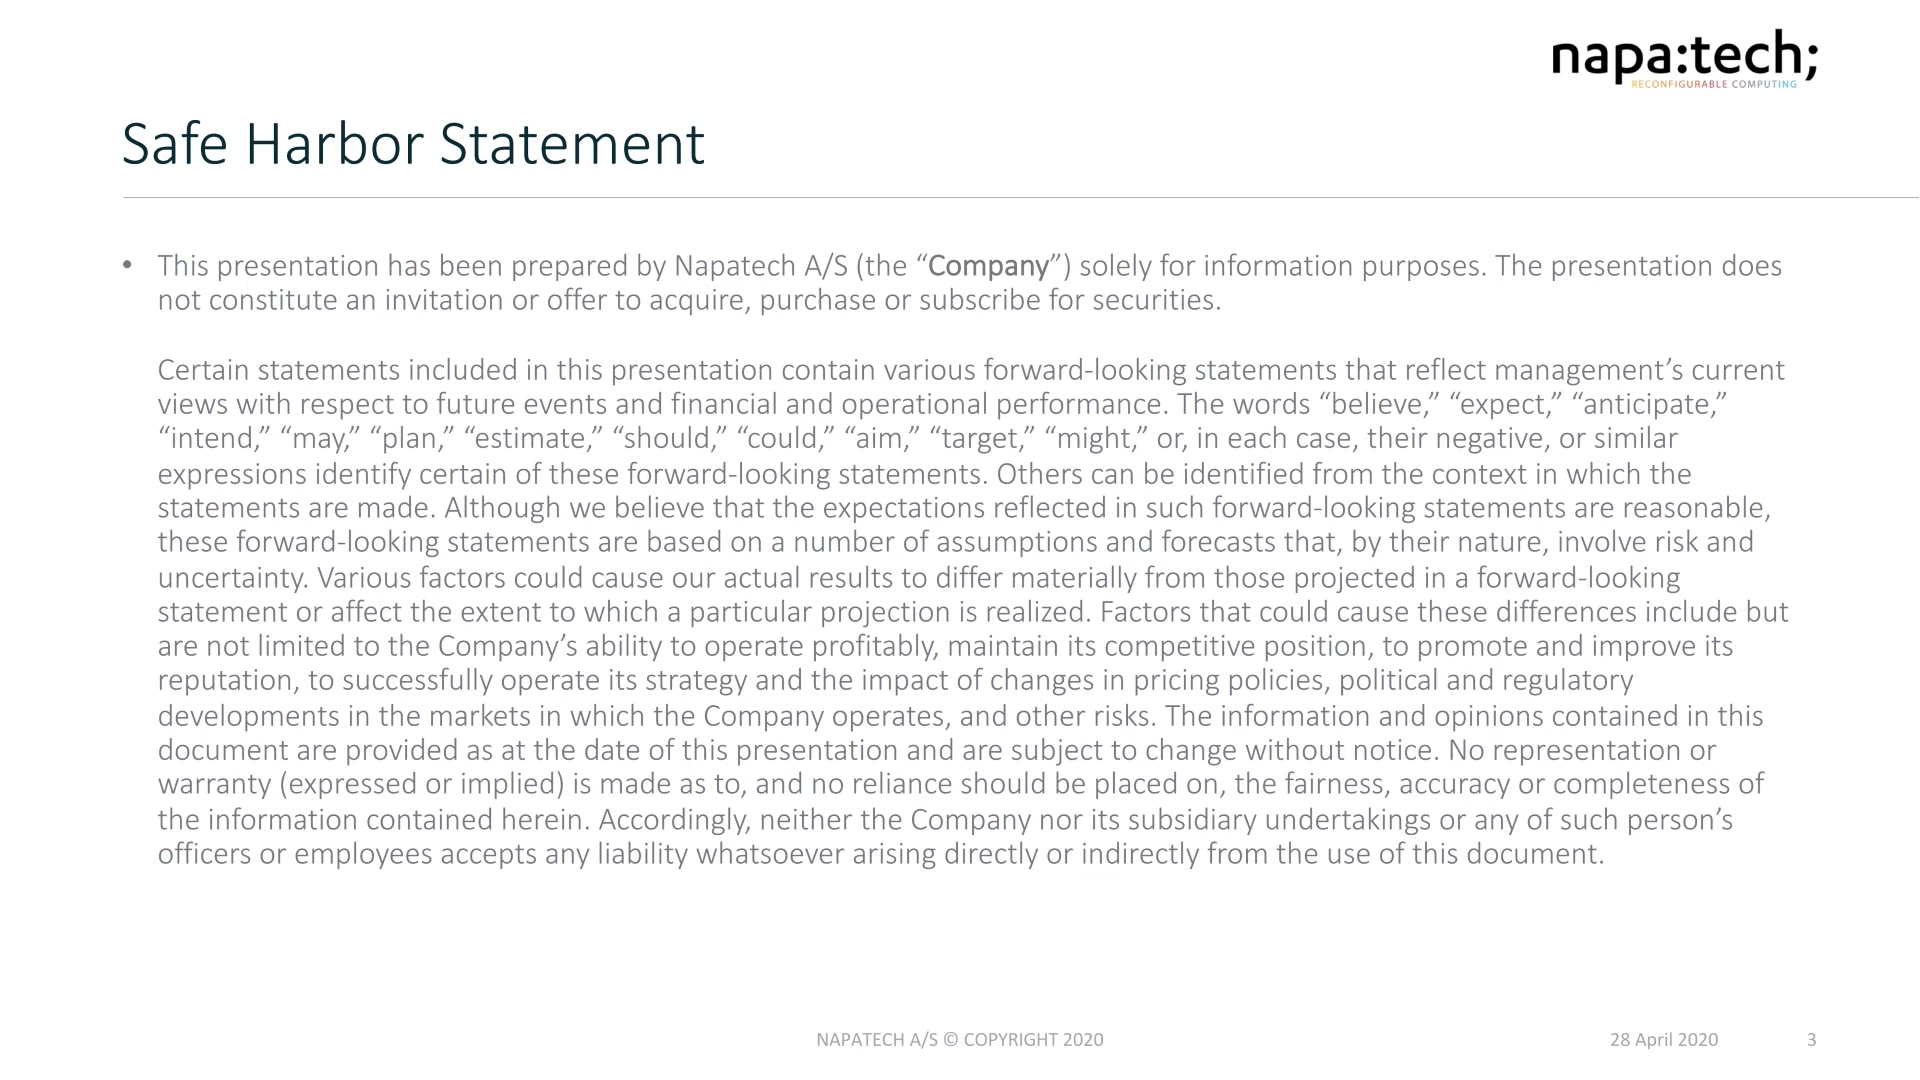 napa:tech;
RECONFIGURABLE COMPUTING
Safe Harbor Statement
• This presentation has been prepared by Napatech A/S (the “Company”) solely for information purposes. The presentation does
not constitute an invitation or offer to acquire, purchase or subscribe for securities.
Certain statements included in this presentation contain various forward-looking statements that reflect management’s current
views with respect to future events and financial and operational performance. The words “believe,” “expect,” “anticipate,”
“intend,” “may,” “plan,” “estimate,” “should,” “could,” “aim,” “target,” “might,” or, in each case, their negative, or similar
expressions identify certain of these forward-looking statements. Others can be identified from the context in which the
statements are made. Although we believe that the expectations reflected in such forward-looking statements are reasonable,
these forward-looking statements are based on a number of assumptions and forecasts that, by their nature, involve risk and
uncertainty. Various factors could cause our actual results to differ materially from those projected in a forward-looking
statement or affect the extent to which a particular projection is realized. Factors that could cause these differences include but
are not limited to the Company’s ability to operate profitably, maintain its competitive position, to promote and improve its
reputation, to successfully operate its strategy and the impact of changes in pricing policies, political and regulatory
developments in the markets in which the Company operates, and other risks. The information and opinions contained in this
document are provided as at the date of this presentation and are subject to change without notice. No representation or
warranty (expressed or implied) is made as to, and no reliance should be placed on, the fairness, accuracy or completeness of
the information contained herein. Accordingly, neither the Company nor its subsidiary undertakings or any of such person’s
officers or employees accepts any liability whatsoever arising directly or indirectly from the use of this document.
NAPATECH A/S © COPYRIGHT 2020
28 April 2020
3